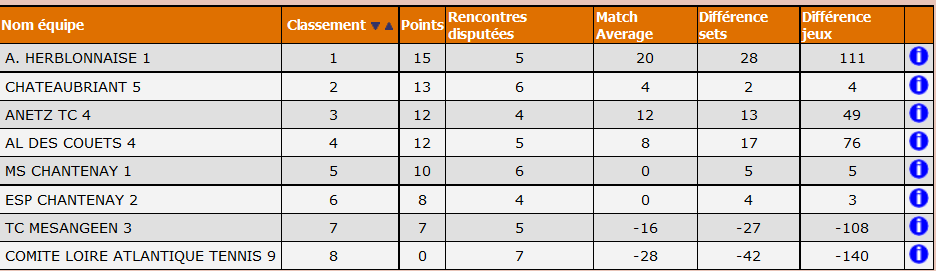 Nom équipe Classement Points Rencontres disputées Match Average Différence sets Différence jeux
A. HERBLONNAISE 1 1 15 5 20 28 111
CHATEAUBRIANT 5 2 13 6 4 2 4
ANETZ TC 4 3 12 4 12 13 49
AL DES COUETS 4 4 12 5 8 17 76
MS CHANTENAY 1 5 10 6 0 5 5
ESP CHANTENAY 2 6 8 4 0 4 3
TC MESANGEEN 3 7 7 5 -16 -27 -108
COMITE LOIRE ATLANTIQUE TENNIS 9 8 0 7 -28 -42 -140